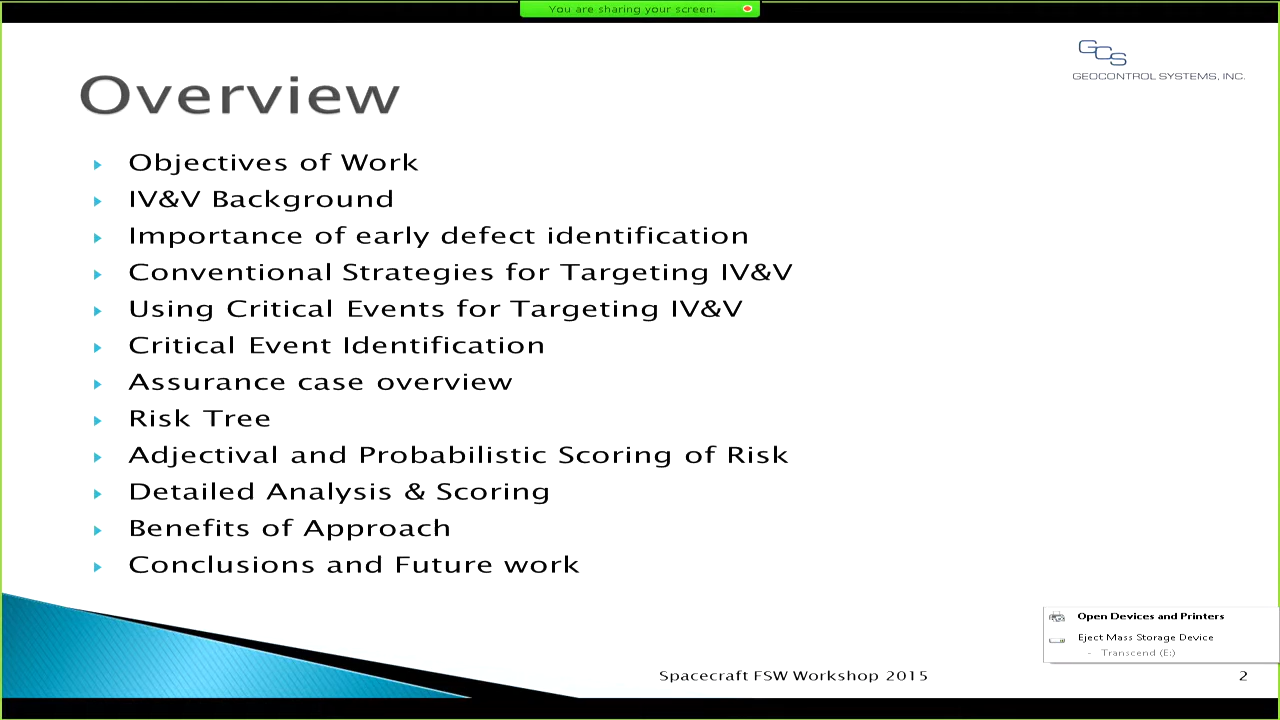 You are sharing your screen.
GCS
GEOCONTROL SYSTEMS, INC.
Overview
Objectives of Work
IV&V Background
Importance of early defect identification
Conventional Strategies for Targeting IV&V
Using Critical Events for Targeting IV&V
Critical Event Identification
Assurance case overview
Risk Tree
Adjectival and Probabilistic Scoring of Risk
Detailed Analysis & Scoring
Benefits of Approach
Conclusions and Future work
Open Devices and Printers
Eject Mass Storage Device
- Transcend (E:)
Spacecraft FSW Workshop 2015
2